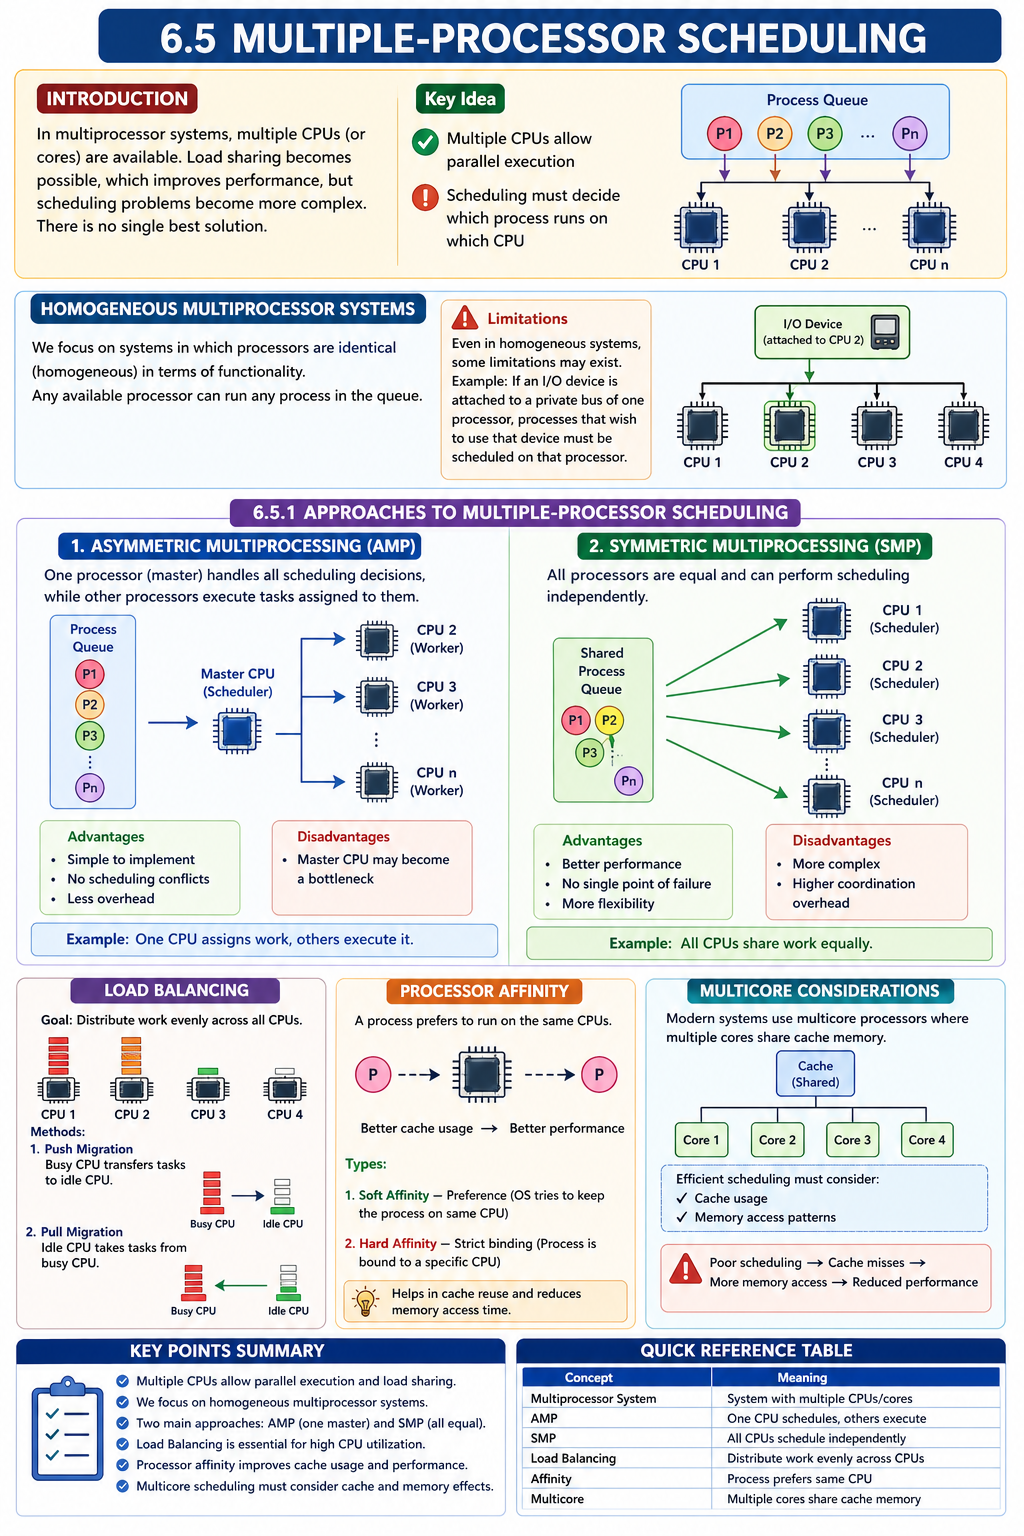 6.5 MULTIPLE-PROCESSOR SCHEDULING
INTRODUCTION
In multiprocessor systems, multiple CPUs (or
cores) are available. Load sharing becomes
possible, which improves performance, but
scheduling problems become more complex.
There is no single best solution.
Key Idea
Multiple CPUs allow
parallel execution
Scheduling must decide
which process runs on
which CPU
Process Queue
P1 P2 P3 ... Pn
...
CPU 1 CPU 2 CPU n
HOMOGENEOUS MULTIPROCESSOR SYSTEMS
We focus on systems in which processors are identical
(homogeneous) in terms of functionality.
Any available processor can run any process in the queue.
Limitations
Even in homogeneous systems,
some limitations may exist.
Example: If an I/O device is
attached to a private bus of one
processor, processes that wish
to use that device must be
scheduled on that processor.
I/O Device
(attached to CPU 2)
CPU 1 CPU 2 CPU 3 CPU 4
6.5.1 APPROACHES TO MULTIPLE-PROCESSOR SCHEDULING
1. ASYMMETRIC MULTIPROCESSING (AMP)
One processor (master) handles all scheduling decisions,
while other processors execute tasks assigned to them.
Process
Queue
P1
P2
P3
Pn
Master CPU
(Scheduler)
CPU 2
(Worker)
CPU 3
(Worker)
CPU n
(Worker)
Advantages
• Simple to implement
• No scheduling conflicts
• Less overhead
Disadvantages
• Master CPU may become
a bottleneck
Example: One CPU assigns work, others execute it.
2. SYMMETRIC MULTIPROCESSING (SMP)
All processors are equal and can perform scheduling
independently.
Shared
Process
Queue
P1 P2
P3
Pn
CPU 1
(Scheduler)
CPU 2
(Scheduler)
CPU 3
(Scheduler)
CPU n
(Scheduler)
Advantages
• Better performance
• No single point of failure
• More flexibility
Disadvantages
• More complex
• Higher coordination
overhead
Example: All CPUs share work equally.
LOAD BALANCING
Goal: Distribute work evenly across all CPUs.
CPU 1 CPU 2 CPU 3 CPU 4
Methods:
1. Push Migration
Busy CPU transfers tasks
to idle CPU.
Busy CPU Idle CPU
2. Pull Migration
Idle CPU takes tasks from
busy CPU.
Busy CPU Idle CPU
PROCESSOR AFFINITY
A process prefers to run on the same CPUs.
P P
Better cache usage → Better performance
Types:
1. Soft Affinity — Preference (OS tries to keep
the process on same CPU)
2. Hard Affinity — Strict binding (Process is
bound to a specific CPU)
Helps in cache reuse and reduces
memory access time.
MULTICORE CONSIDERATIONS
Modern systems use multicore processors where
multiple cores share cache memory.
Cache
(Shared)
Core 1 Core 2 Core 3 Core 4
Efficient scheduling must consider:
✓ Cache usage
✓ Memory access patterns
Poor scheduling → Cache misses →
More memory access → Reduced performance
KEY POINTS SUMMARY
Multiple CPUs allow parallel execution and load sharing.
We focus on homogeneous multiprocessor systems.
Two main approaches: AMP (one master) and SMP (all equal).
Load Balancing is essential for high CPU utilization.
Processor affinity improves cache usage and performance.
Multicore scheduling must consider cache and memory effects.
QUICK REFERENCE TABLE
Concept Meaning
Multiprocessor System System with multiple CPUs/cores
AMP One CPU schedules, others execute
SMP All CPUs schedule independently
Load Balancing Distribute work evenly across CPUs
Affinity Process prefers same CPU
Multicore Multiple cores share cache memory